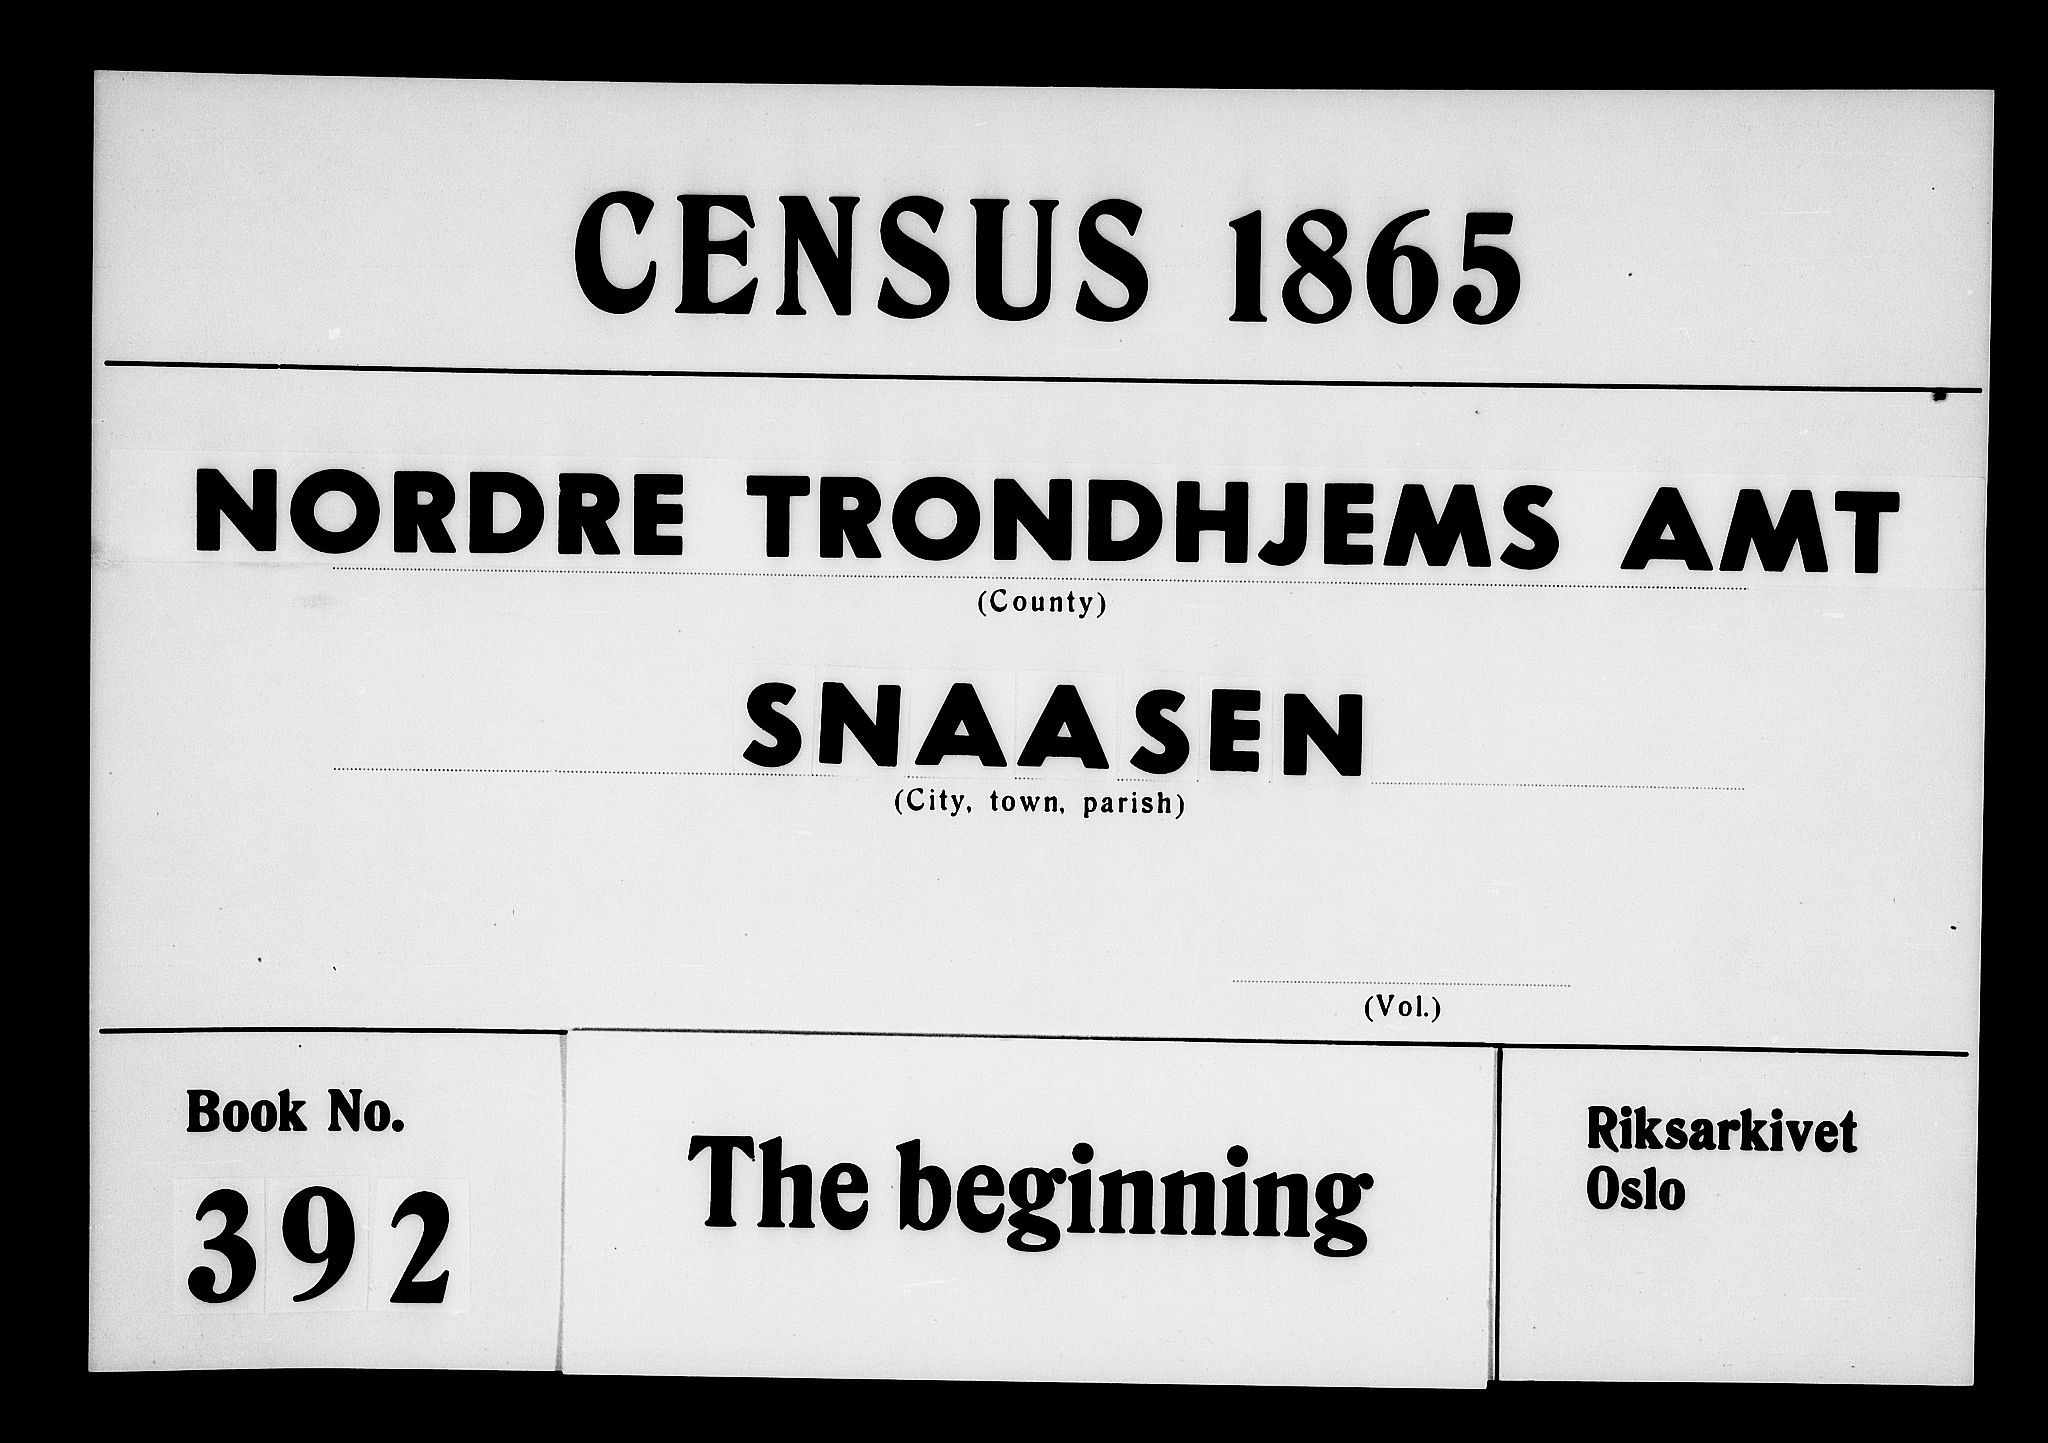 CENSUS 1865
NORDRE TRONDHJEMS AMT
(County)
SNAASEN
(City, town, parish)
(Vol.)
Book No.
392
The beginning
Riksarkivet
Oslo